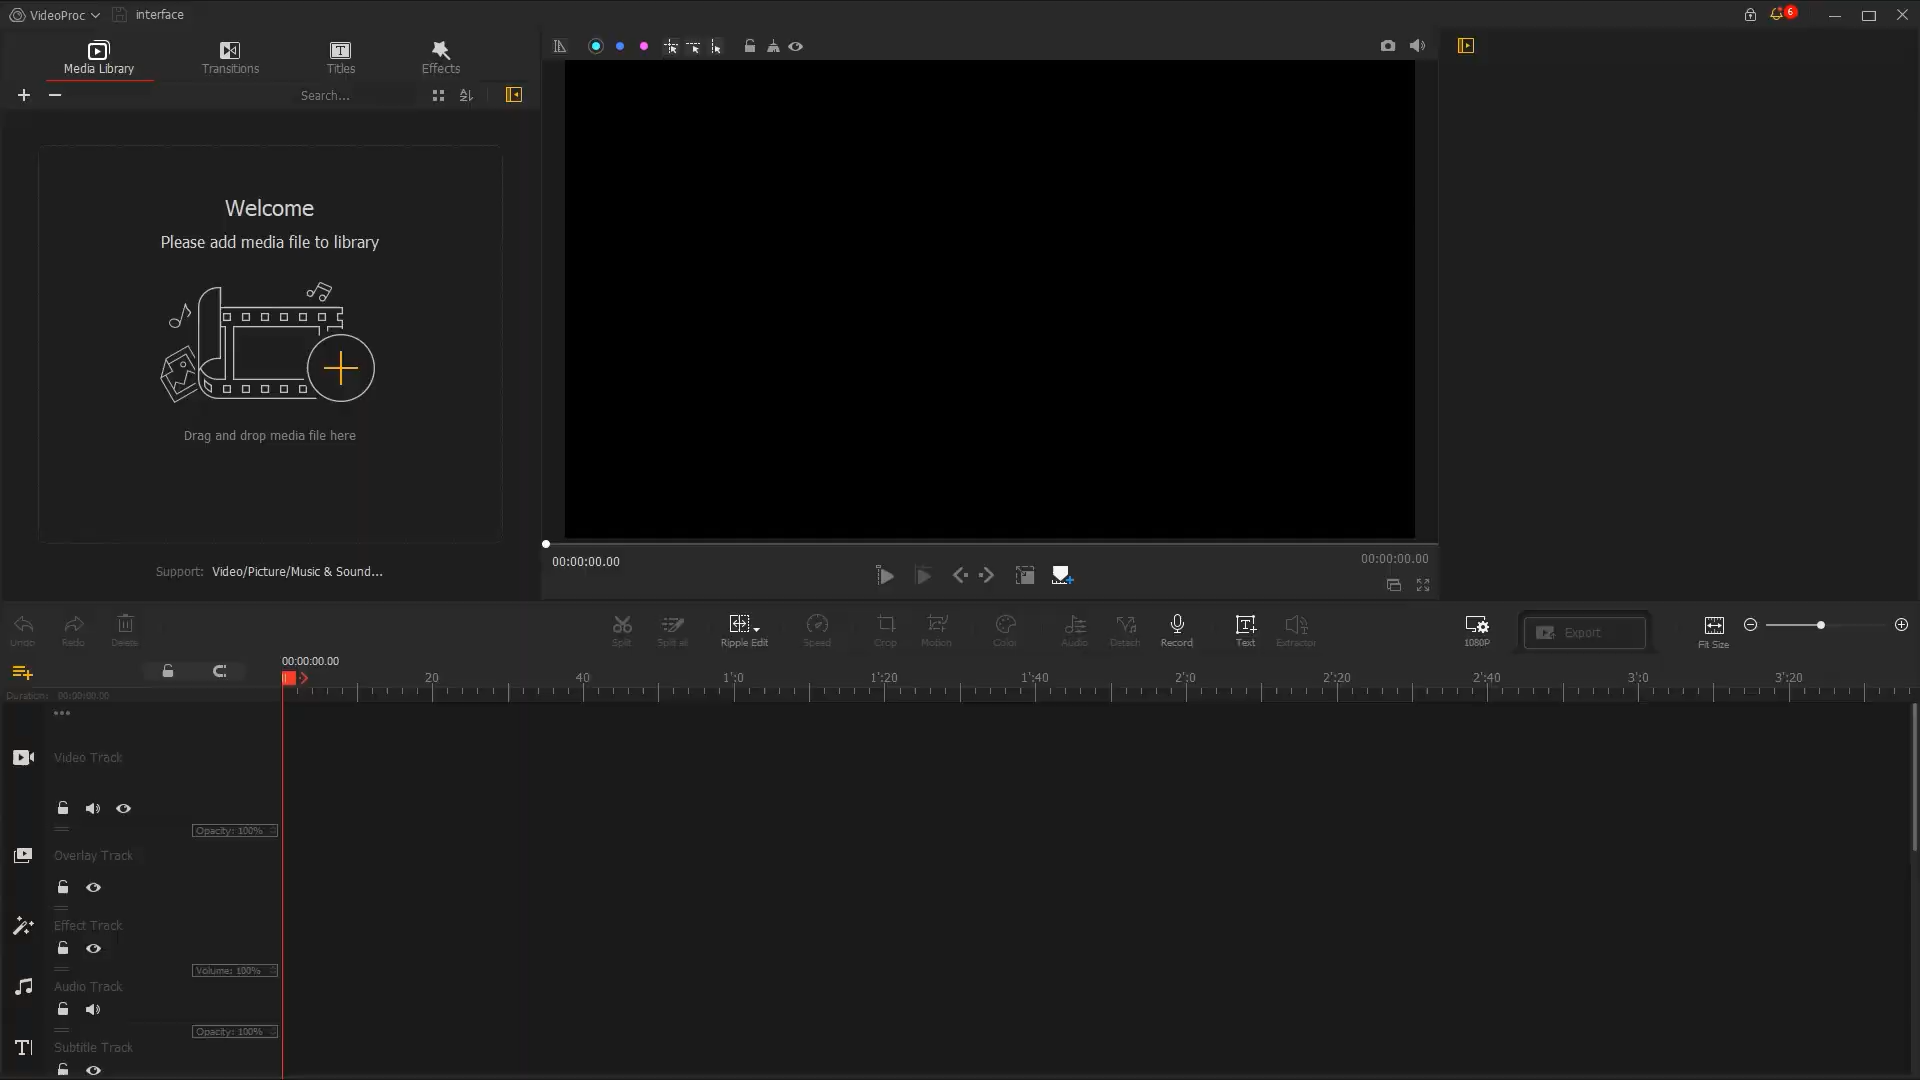 VideoProc interface 6
Media Library Transitions Titles Effects
Search...
Welcome
Please add media file to library
Drag and drop media file here
Support: Video/Picture/Music & Sound...
00:00:00.00 00:00:00.00
Undo Redo Delete Split Split all Ripple Edit Speed Crop Motion Color Audio Detach Record Text Extractor 1080P Export Fit Size
00:00:00.00
20 40 1':0 1':20 1':40 2':0 2':20 2':40 3':0 3':20
Duration: 00:00:00.00
Video Track
Opacity: 100%
Overlay Track
Effect Track
Volume: 100%
Audio Track
Opacity: 100%
Subtitle Track